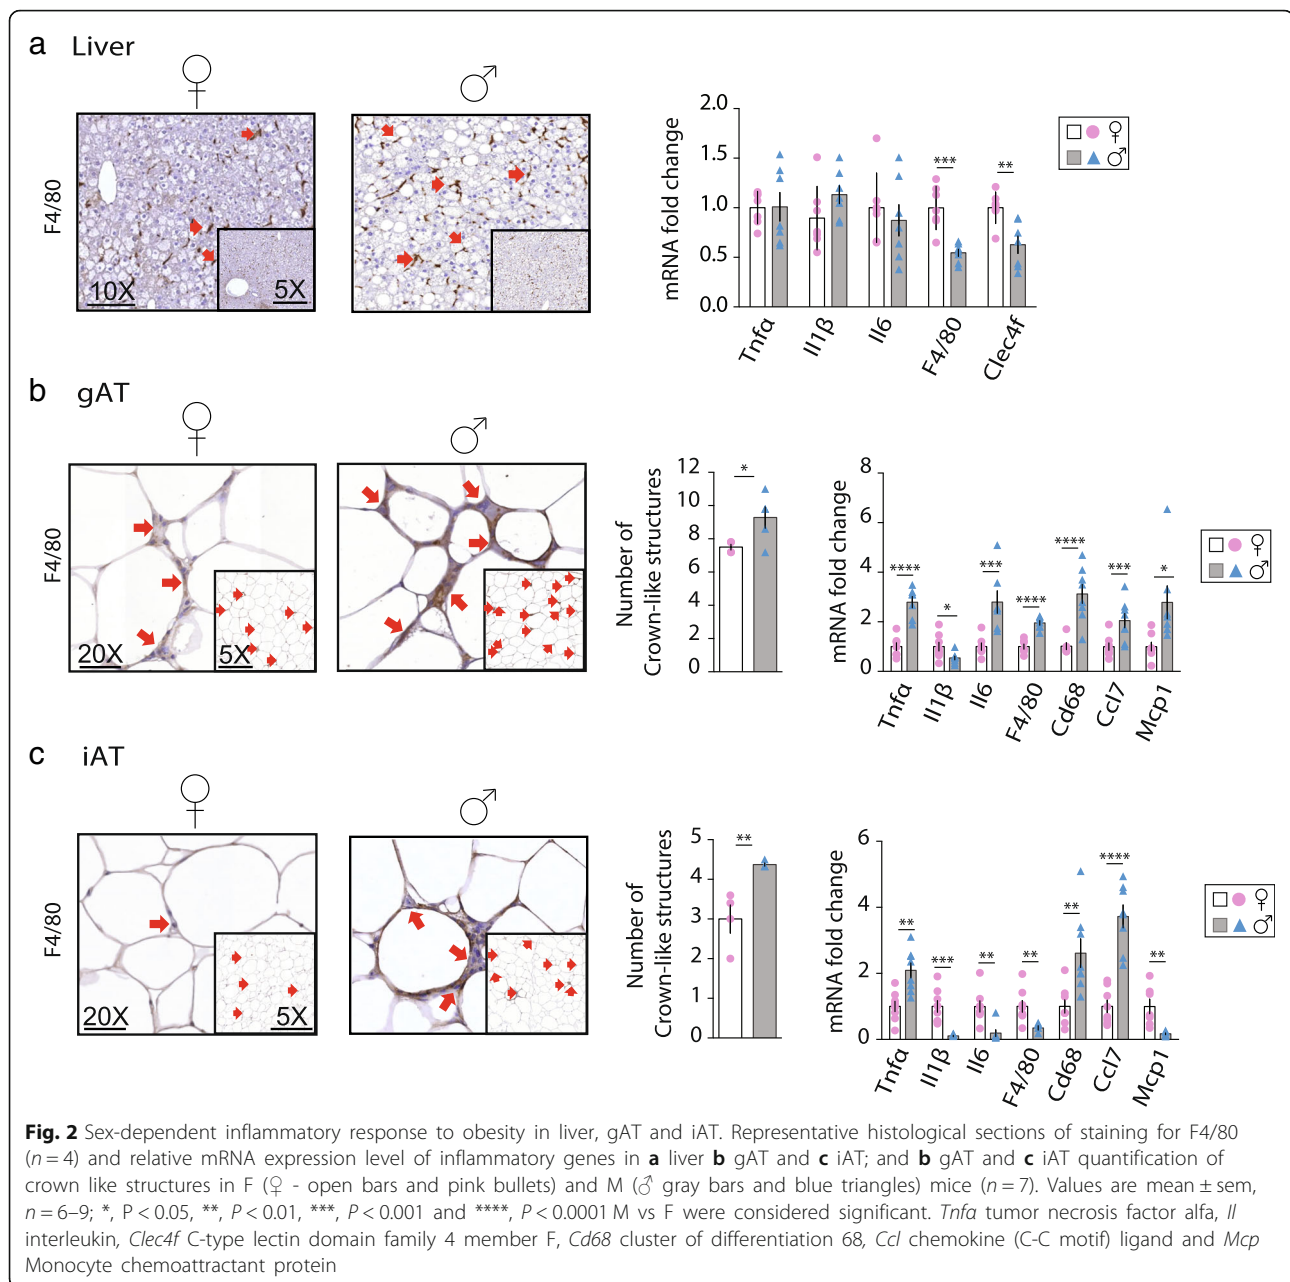 a Liver
♀ ♂
F4/80
10X 5X
mRNA fold change
2.0
1.5
1.0
0.5
0.0
*** **
Tnfα Il1β Il6 F4/80 Clec4f
♀
♂
b gAT
♀ ♂
F4/80
20X 5X
Number of
Crown-like structures
12
10
8
6
4
2
0
*
mRNA fold change
8
6
4
2
0
**** * *** **** **** *** *
Tnfα Il1β Il6 F4/80 Cd68 Ccl7 Mcp1
♀
♂
c iAT
♀ ♂
F4/80
20X 5X
Number of
Crown-like structures
5
4
3
2
1
0
**
mRNA fold change
6
4
2
0
** *** ** ** ** **** **
Tnfα Il1β Il6 F4/80 Cd68 Ccl7 Mcp1
♀
♂
Fig. 2 Sex-dependent inflammatory response to obesity in liver, gAT and iAT. Representative histological sections of staining for F4/80
(n = 4) and relative mRNA expression level of inflammatory genes in a liver b gAT and c iAT; and b gAT and c iAT quantification of
crown like structures in F (♀ - open bars and pink bullets) and M (♂ gray bars and blue triangles) mice (n = 7). Values are mean ± sem,
n = 6–9; *, P < 0.05, **, P < 0.01, ***, P < 0.001 and ****, P < 0.0001 M vs F were considered significant. Tnfα tumor necrosis factor alfa, Il
interleukin, Clec4f C-type lectin domain family 4 member F, Cd68 cluster of differentiation 68, Ccl chemokine (C-C motif) ligand and Mcp
Monocyte chemoattractant protein